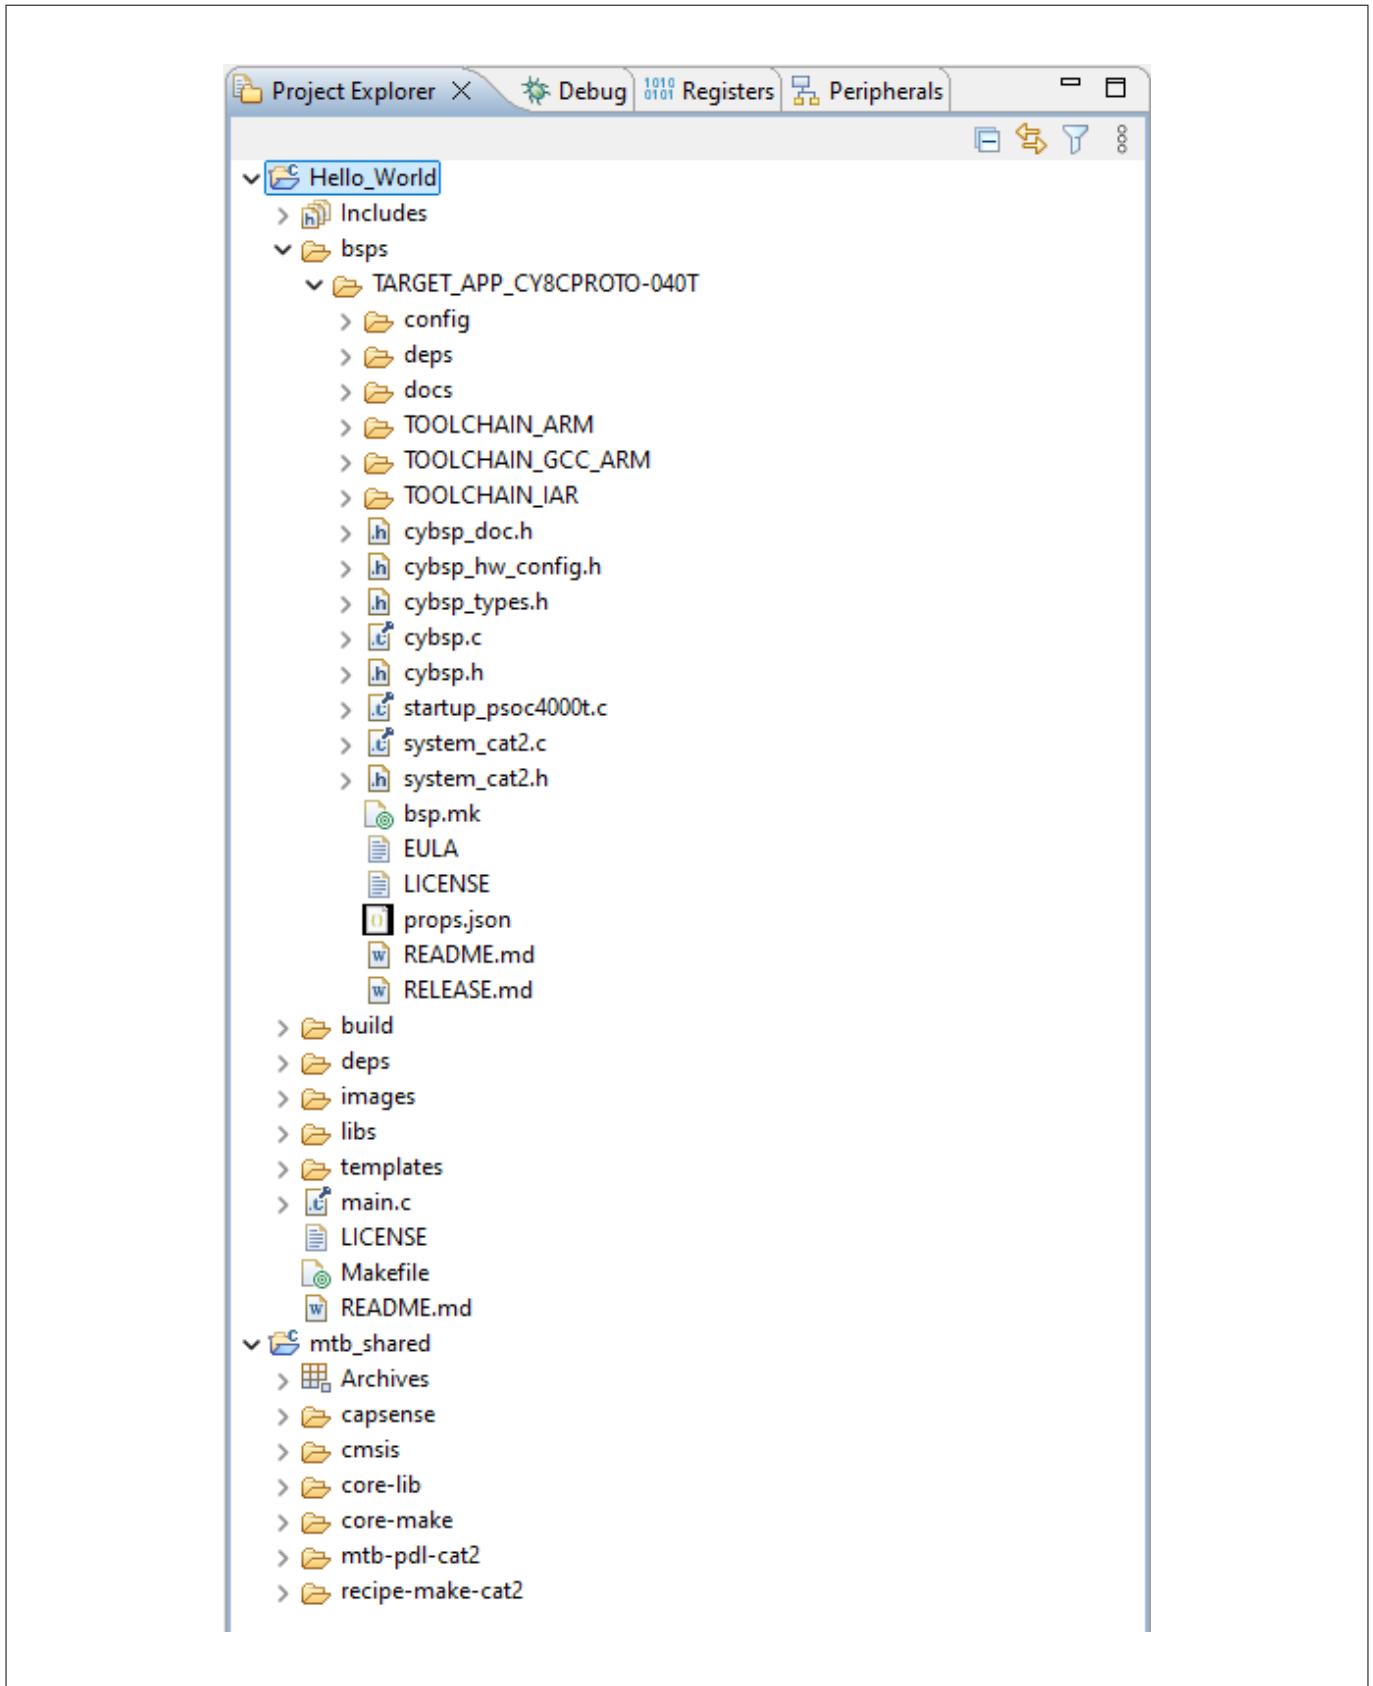 Project Explorer Debug 1010 0101 Registers Peripherals
Hello_World
Includes
bsps
TARGET_APP_CY8CPROTO-040T
config
deps
docs
TOOLCHAIN_ARM
TOOLCHAIN_GCC_ARM
TOOLCHAIN_IAR
.h cybsp_doc.h
.h cybsp_hw_config.h
.h cybsp_types.h
.c cybsp.c
.h cybsp.h
.c startup_psoc4000t.c
.c system_cat2.c
.h system_cat2.h
bsp.mk
EULA
LICENSE
props.json
README.md
RELEASE.md
build
deps
images
libs
templates
.c main.c
LICENSE
Makefile
README.md
mtb_shared
Archives
capsense
cmsis
core-lib
core-make
mtb-pdl-cat2
recipe-make-cat2